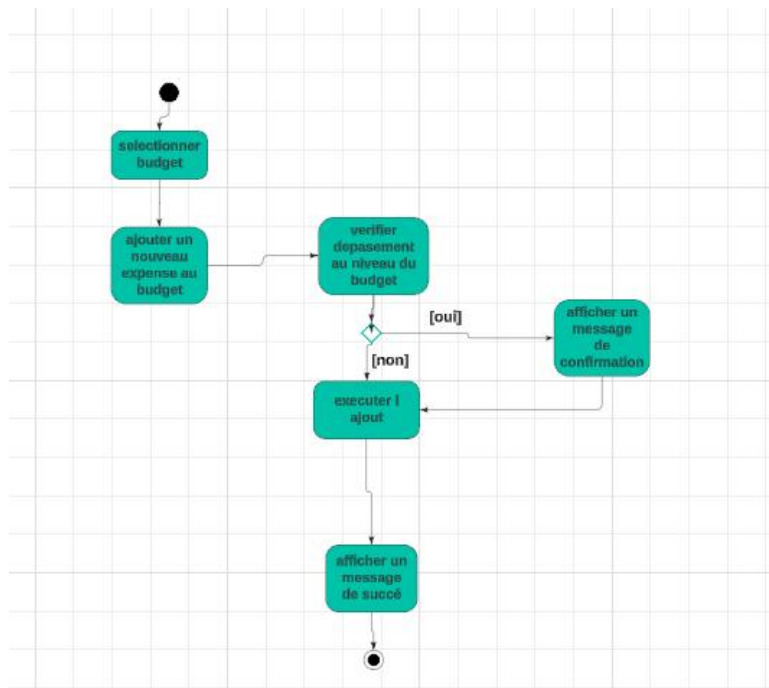 selectionner
budget
ajouter un
nouveau
expense au
budget
verifier
depasement
au niveau du
budget
[oui]
afficher un
message
de
confirmation
[non]
executer l
ajout
afficher un
message
de succé